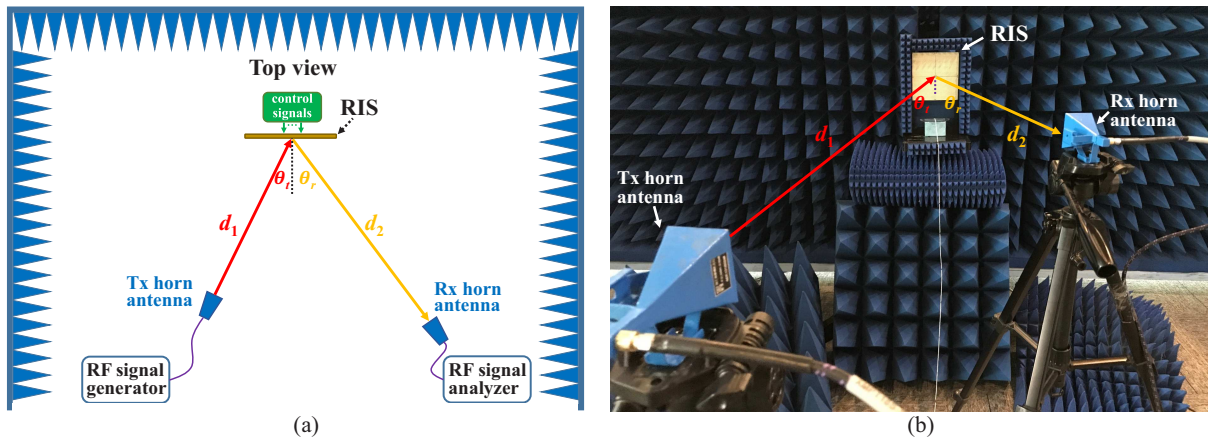 Top view
control
signals
RIS
θt θr
d1
d2
Tx horn
antenna
Rx horn
antenna
RF signal
generator
RF signal
analyzer
(a)
RIS
θt θr
Rx horn
antenna
d1
d2
Tx horn
antenna
(b)